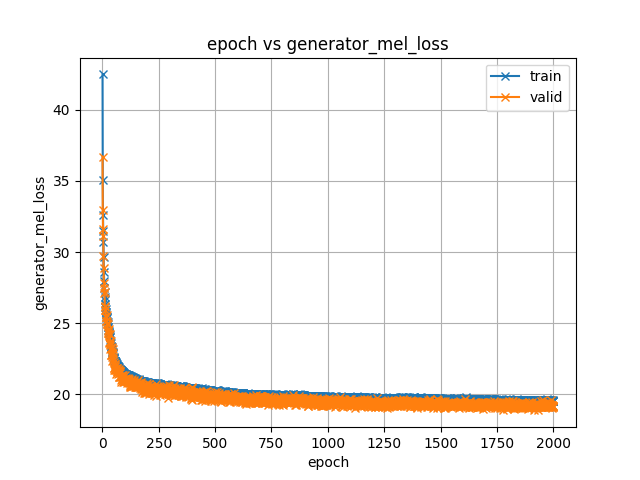 epoch vs generator_mel_loss
train
valid
generator_mel_loss
40
35
30
25
20
0 250 500 750 1000 1250 1500 1750 2000
epoch